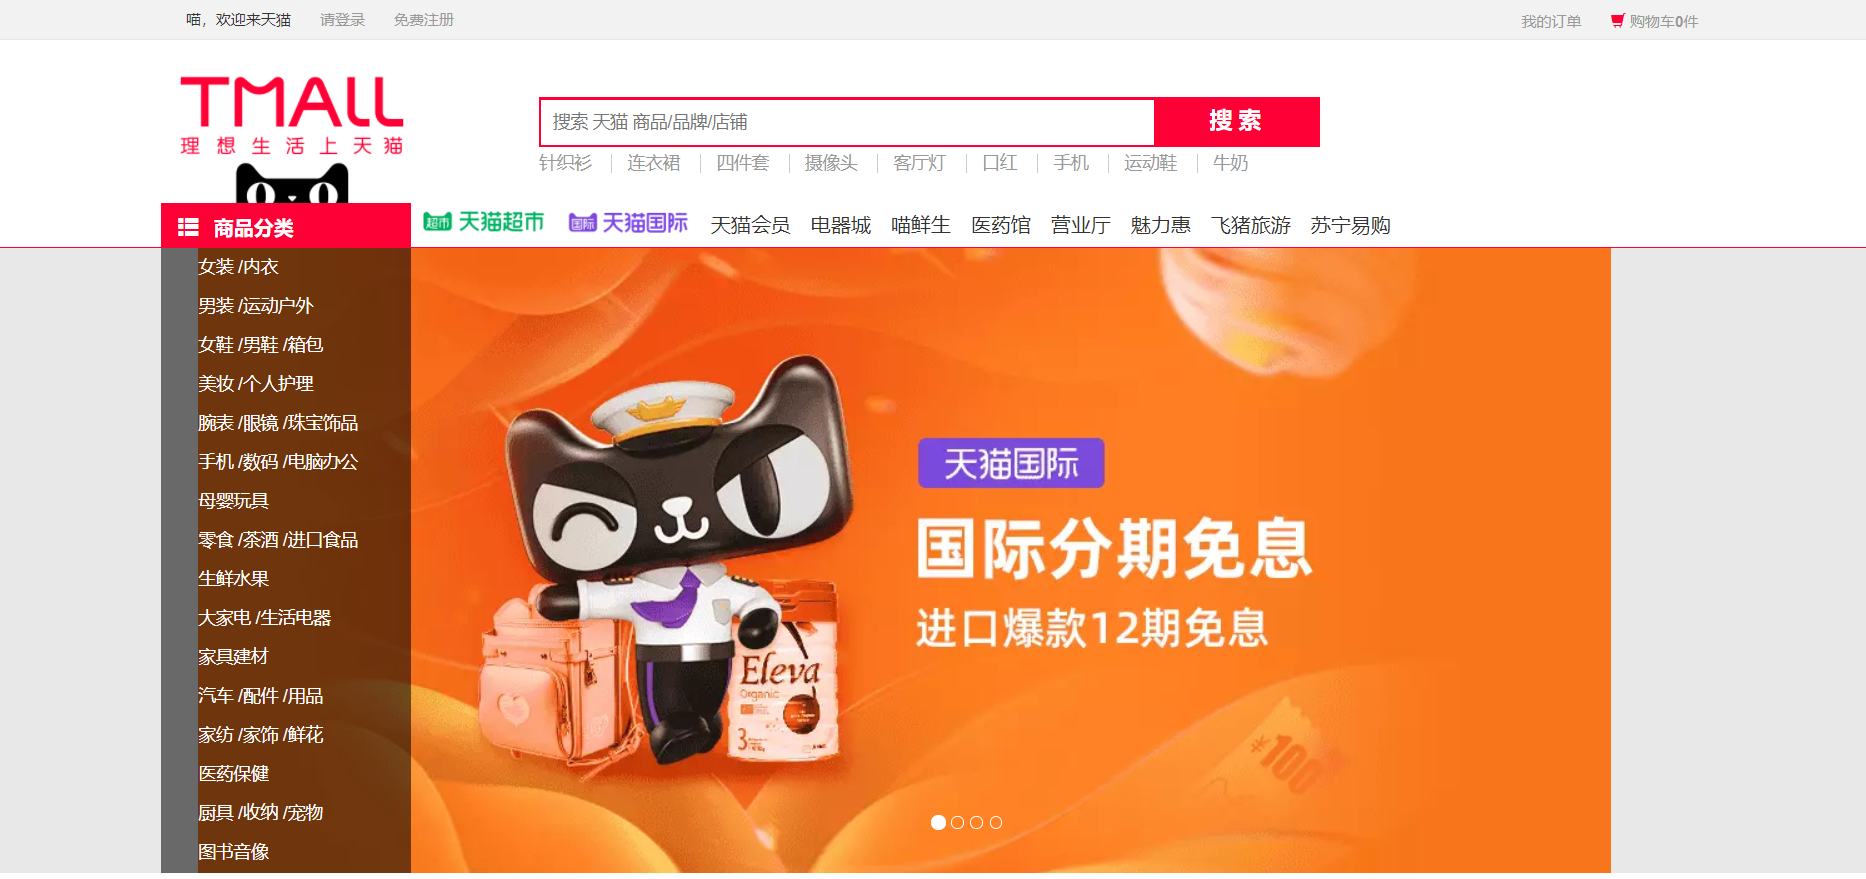 喵，欢迎来天猫 请登录 免费注册 我的订单 购物车0件
TMALL
理想生活上天猫
搜索 天猫 商品/品牌/店铺 搜 索
针织衫 连衣裙 四件套 摄像头 客厅灯 口红 手机 运动鞋 牛奶
商品分类 超市 天猫超市 国际 天猫国际 天猫会员 电器城 喵鲜生 医药馆 营业厅 魅力惠 飞猪旅游 苏宁易购
女装 /内衣
男装 /运动户外
女鞋 /男鞋 /箱包
美妆 /个人护理
腕表 /眼镜 /珠宝饰品
手机 /数码 /电脑办公
母婴玩具
零食 /茶酒 /进口食品
生鲜水果
大家电 /生活电器
家具建材
汽车 /配件 /用品
家纺 /家饰 /鲜花
医药保健
厨具 /收纳 /宠物
图书音像
天猫国际
国际分期免息
进口爆款12期免息
Eleva
Organic
3
¥100